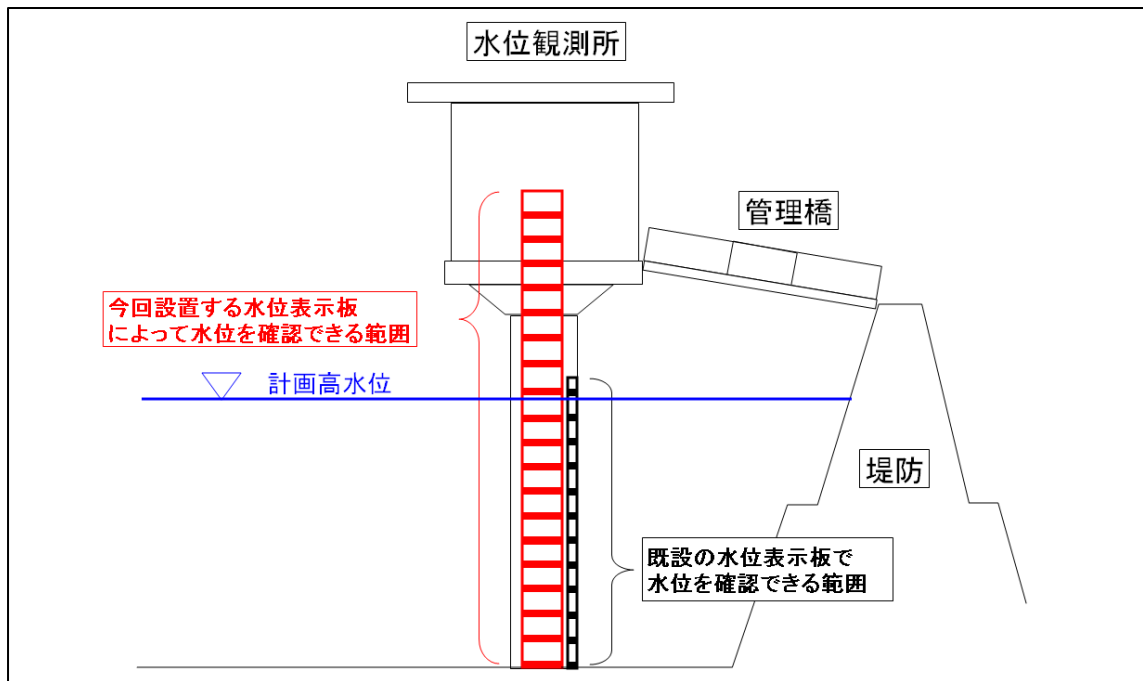 水位観測所
管理橋
今回設置する水位表示板
によって水位を確認できる範囲
計画高水位
堤防
既設の水位表示板で
水位を確認できる範囲